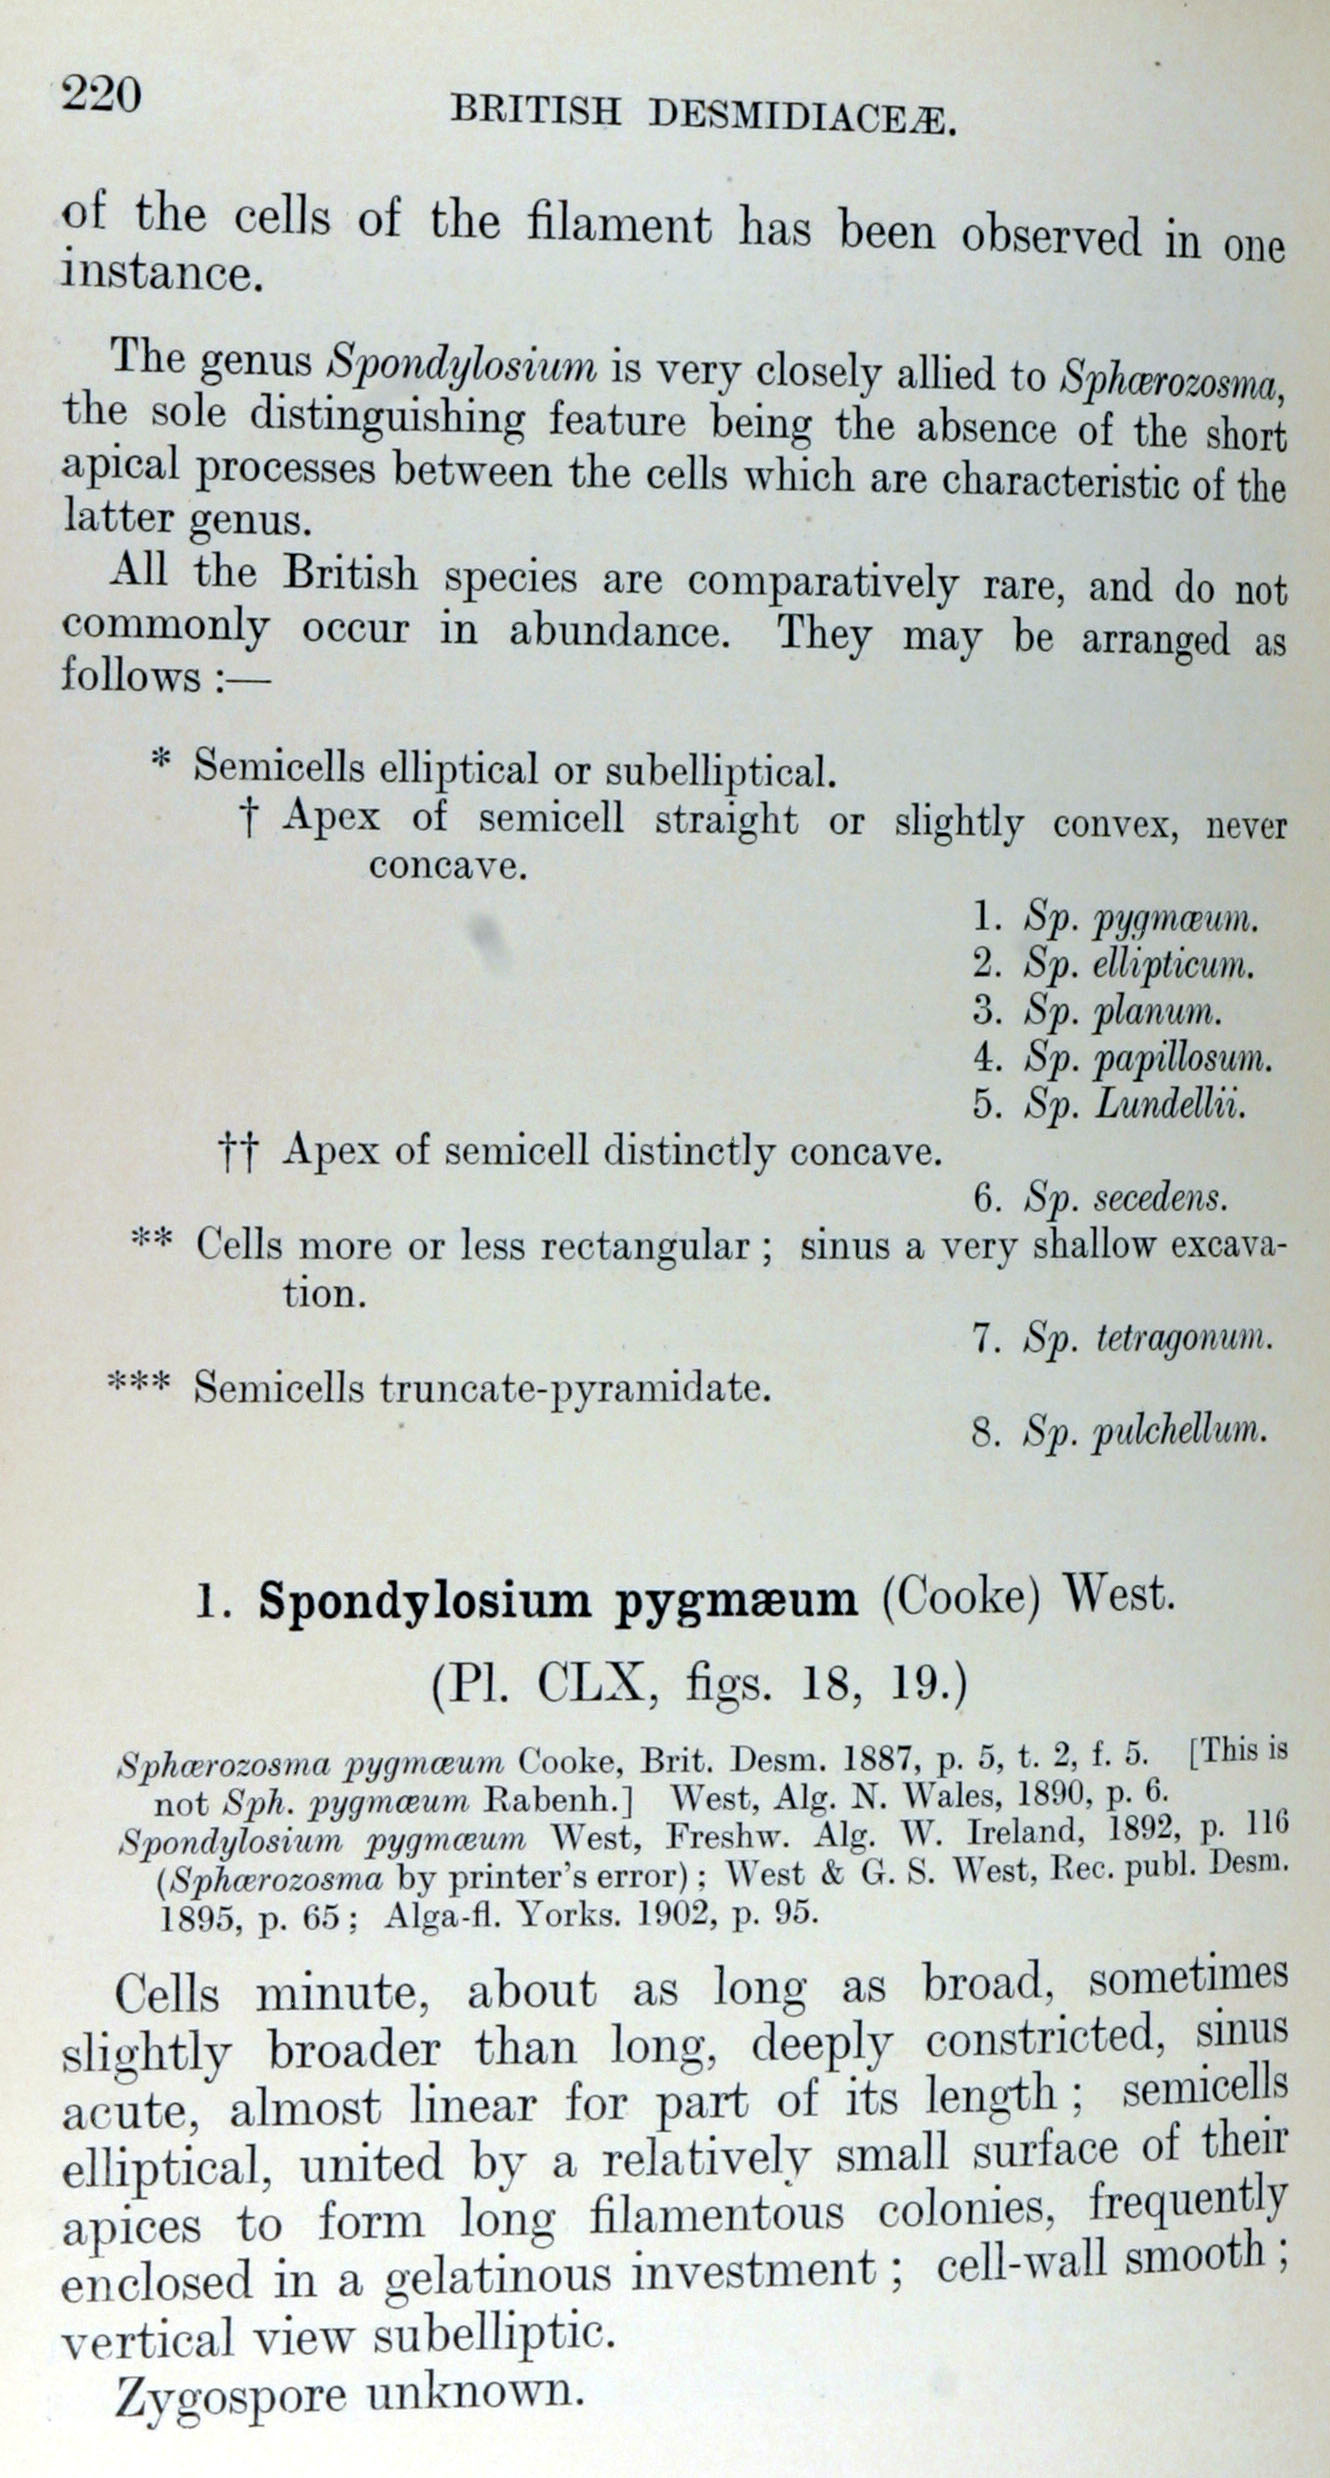 220
BRITISH DESMIDIACEÆ.
of the cells of the filament has been observed in one
instance.
The genus Spondylosium is very closely allied to Sphærozosma,
the sole distinguishing feature being the absence of the short
apical processes between the cells which are characteristic of the
latter genus.
All the British species are comparatively rare, and do not
commonly occur in abundance. They may be arranged as
follows :—
* Semicells elliptical or subelliptical.
† Apex of semicell straight or slightly convex, never
concave.
1. Sp. pygmæum.
2. Sp. ellipticum.
3. Sp. planum.
4. Sp. papillosum.
5. Sp. Lundellii.
†† Apex of semicell distinctly concave.
6. Sp. secedens.
** Cells more or less rectangular ; sinus a very shallow excava-
tion.
7. Sp. tetragonum.
*** Semicells truncate-pyramidate.
8. Sp. pulchellum.
1. Spondylosium pygmæum (Cooke) West.
(Pl. CLX, figs. 18, 19.)
Sphærozosma pygmæum Cooke, Brit. Desm. 1887, p. 5, t. 2, f. 5. [This is
not Sph. pygmæum Rabenh.] West, Alg. N. Wales, 1890, p. 6.
Spondylosium pygmæum West, Freshw. Alg. W. Ireland, 1892, p. 116
(Sphærozosma by printer's error) ; West & G. S. West, Rec. publ. Desm.
1895, p. 65 ; Alga-fl. Yorks. 1902, p. 95.
Cells minute, about as long as broad, sometimes
slightly broader than long, deeply constricted, sinus
acute, almost linear for part of its length ; semicells
elliptical, united by a relatively small surface of their
apices to form long filamentous colonies, frequently
enclosed in a gelatinous investment ; cell-wall smooth ;
vertical view subelliptic.
Zygospore unknown.